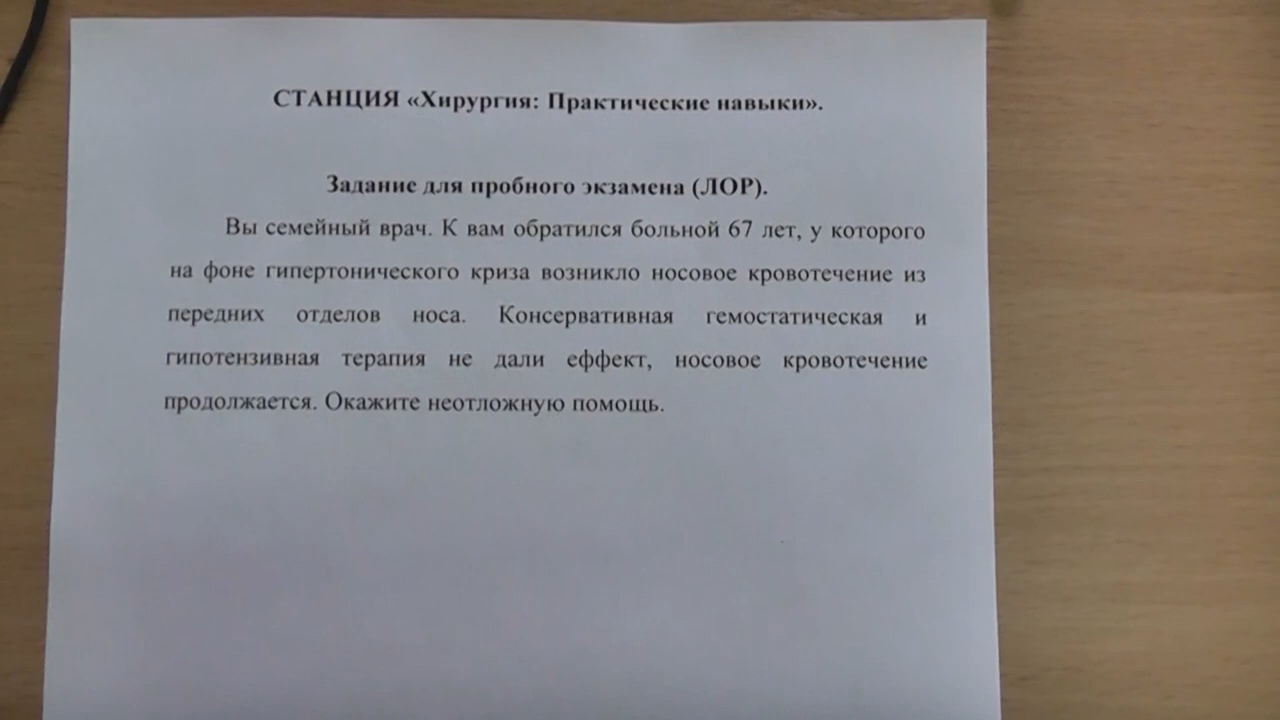 СТАНЦИЯ «Хирургия: Практические навыки».
Задание для пробного экзамена (ЛОР).
Вы семейный врач. К вам обратился больной 67 лет, у которого
на фоне гипертонического криза возникло носовое кровотечение из
передних отделов носа. Консервативная гемостатическая и
гипотензивная терапия не дали еффект, носовое кровотечение
продолжается. Окажите неотложную помощь.